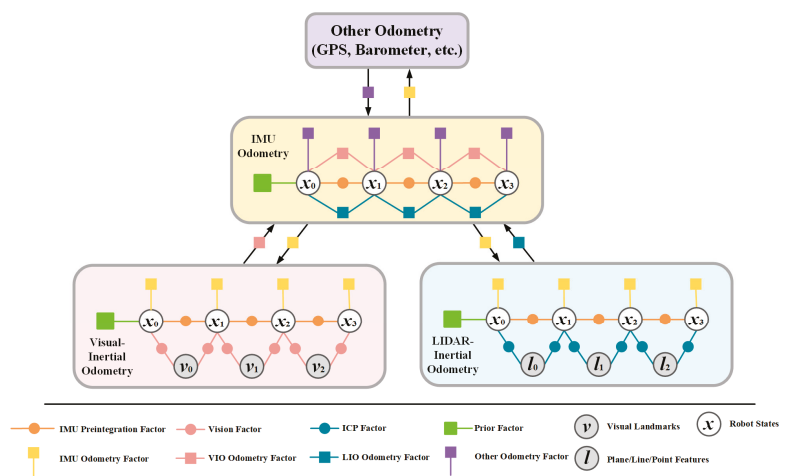 Other Odometry
(GPS, Barometer, etc.)
IMU
Odometry
x0 x1 x2 x3
x0 x1 x2 x3
Visual-
Inertial
Odometry
v0 v1 v2
x0 x1 x2 x3
LIDAR-
Inertial
Odometry
l0 l1 l2
IMU Preintegration Factor
Vision Factor
ICP Factor
Prior Factor
v Visual Landmarks
x Robot States
IMU Odometry Factor
VIO Odometry Factor
LIO Odometry Factor
Other Odometry Factor
l Plane/Line/Point Features